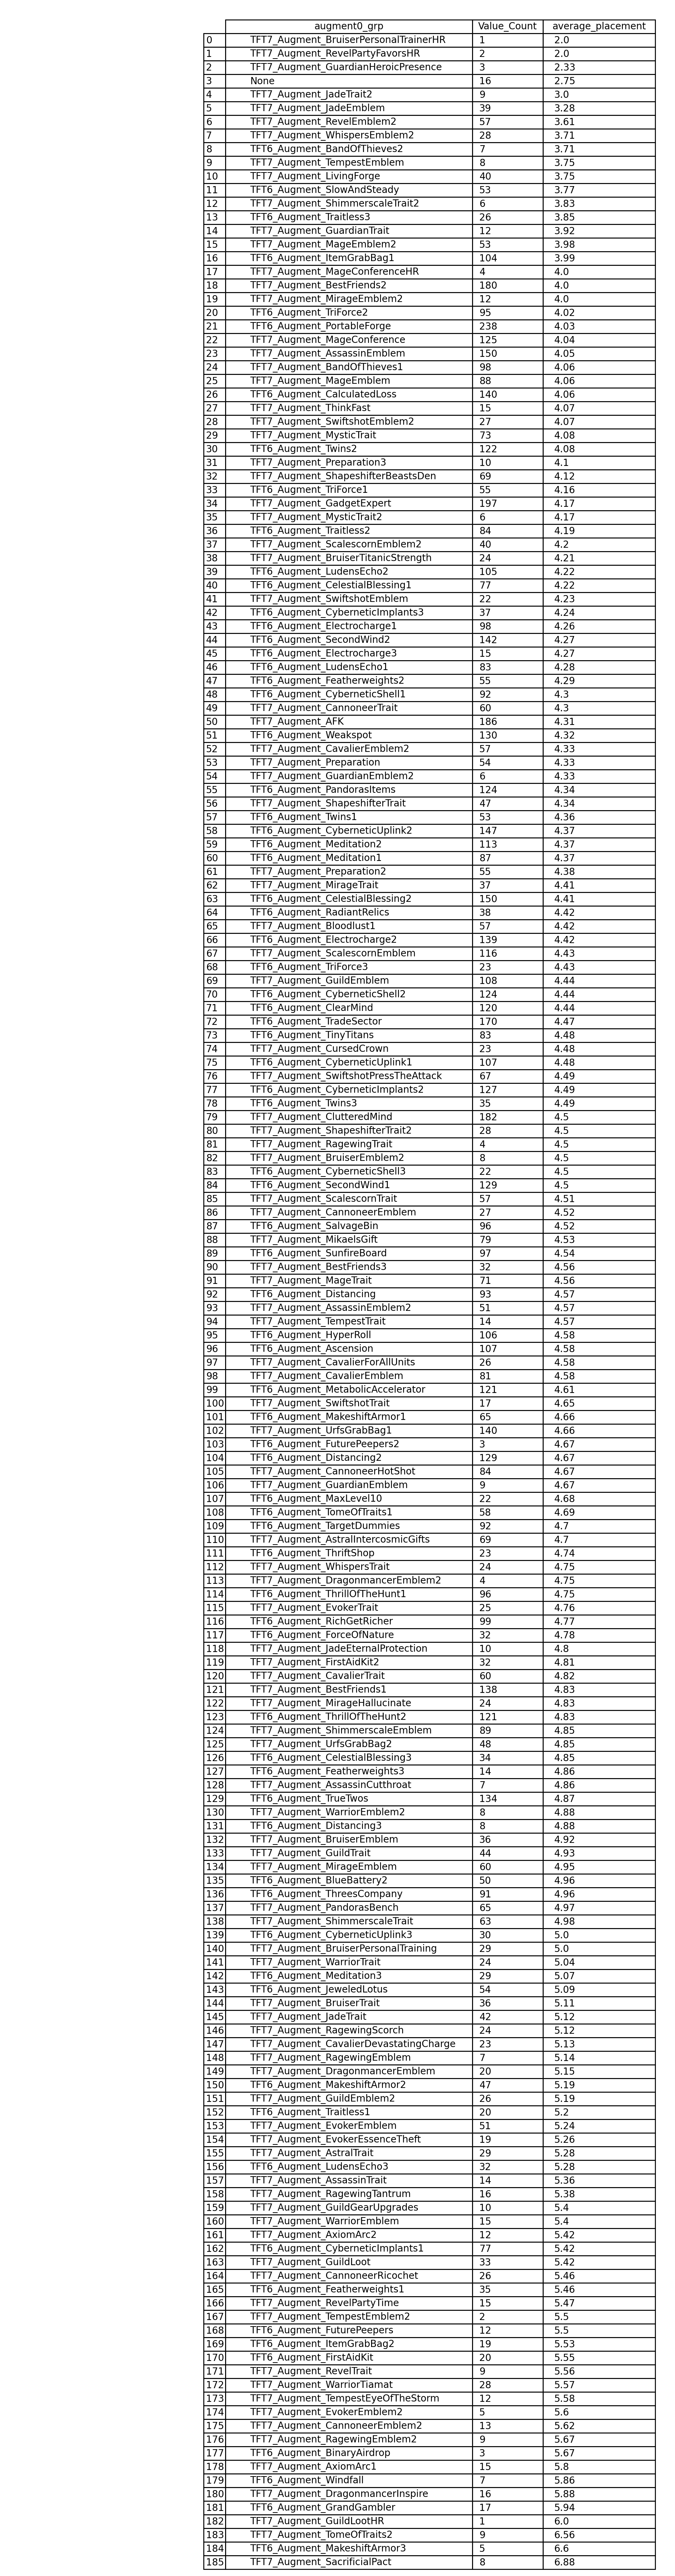 augment0_grp Value_Count average_placement
0 TFT7_Augment_BruiserPersonalTrainerHR 1 2.0
1 TFT7_Augment_RevelPartyFavorsHR 2 2.0
2 TFT7_Augment_GuardianHeroicPresence 3 2.33
3 None 16 2.75
4 TFT7_Augment_JadeTrait2 9 3.0
5 TFT7_Augment_JadeEmblem 39 3.28
6 TFT7_Augment_RevelEmblem2 57 3.61
7 TFT7_Augment_WhispersEmblem2 28 3.71
8 TFT6_Augment_BandOfThieves2 7 3.71
9 TFT7_Augment_TempestEmblem 8 3.75
10 TFT7_Augment_LivingForge 40 3.75
11 TFT6_Augment_SlowAndSteady 53 3.77
12 TFT7_Augment_ShimmerscaleTrait2 6 3.83
13 TFT6_Augment_Traitless3 26 3.85
14 TFT7_Augment_GuardianTrait 12 3.92
15 TFT7_Augment_MageEmblem2 53 3.98
16 TFT6_Augment_ItemGrabBag1 104 3.99
17 TFT7_Augment_MageConferenceHR 4 4.0
18 TFT7_Augment_BestFriends2 180 4.0
19 TFT7_Augment_MirageEmblem2 12 4.0
20 TFT6_Augment_TriForce2 95 4.02
21 TFT6_Augment_PortableForge 238 4.03
22 TFT7_Augment_MageConference 125 4.04
23 TFT7_Augment_AssassinEmblem 150 4.05
24 TFT7_Augment_BandOfThieves1 98 4.06
25 TFT7_Augment_MageEmblem 88 4.06
26 TFT6_Augment_CalculatedLoss 140 4.06
27 TFT7_Augment_ThinkFast 15 4.07
28 TFT7_Augment_SwiftshotEmblem2 27 4.07
29 TFT7_Augment_MysticTrait 73 4.08
30 TFT6_Augment_Twins2 122 4.08
31 TFT7_Augment_Preparation3 10 4.1
32 TFT7_Augment_ShapeshifterBeastsDen 69 4.12
33 TFT6_Augment_TriForce1 55 4.16
34 TFT7_Augment_GadgetExpert 197 4.17
35 TFT7_Augment_MysticTrait2 6 4.17
36 TFT6_Augment_Traitless2 84 4.19
37 TFT7_Augment_ScalescornEmblem2 40 4.2
38 TFT7_Augment_BruiserTitanicStrength 24 4.21
39 TFT6_Augment_LudensEcho2 105 4.22
40 TFT6_Augment_CelestialBlessing1 77 4.22
41 TFT7_Augment_SwiftshotEmblem 22 4.23
42 TFT6_Augment_CyberneticImplants3 37 4.24
43 TFT6_Augment_Electrocharge1 98 4.26
44 TFT6_Augment_SecondWind2 142 4.27
45 TFT6_Augment_Electrocharge3 15 4.27
46 TFT6_Augment_LudensEcho1 83 4.28
47 TFT6_Augment_Featherweights2 55 4.29
48 TFT6_Augment_CyberneticShell1 92 4.3
49 TFT7_Augment_CannoneerTrait 60 4.3
50 TFT7_Augment_AFK 186 4.31
51 TFT6_Augment_Weakspot 130 4.32
52 TFT7_Augment_CavalierEmblem2 57 4.33
53 TFT7_Augment_Preparation 54 4.33
54 TFT7_Augment_GuardianEmblem2 6 4.33
55 TFT6_Augment_PandorasItems 124 4.34
56 TFT7_Augment_ShapeshifterTrait 47 4.34
57 TFT6_Augment_Twins1 53 4.36
58 TFT6_Augment_CyberneticUplink2 147 4.37
59 TFT6_Augment_Meditation2 113 4.37
60 TFT6_Augment_Meditation1 87 4.37
61 TFT7_Augment_Preparation2 55 4.38
62 TFT7_Augment_MirageTrait 37 4.41
63 TFT6_Augment_CelestialBlessing2 150 4.41
64 TFT6_Augment_RadiantRelics 38 4.42
65 TFT7_Augment_Bloodlust1 57 4.42
66 TFT6_Augment_Electrocharge2 139 4.42
67 TFT7_Augment_ScalescornEmblem 116 4.43
68 TFT6_Augment_TriForce3 23 4.43
69 TFT7_Augment_GuildEmblem 108 4.44
70 TFT6_Augment_CyberneticShell2 124 4.44
71 TFT6_Augment_ClearMind 120 4.44
72 TFT6_Augment_TradeSector 170 4.47
73 TFT6_Augment_TinyTitans 83 4.48
74 TFT7_Augment_CursedCrown 23 4.48
75 TFT6_Augment_CyberneticUplink1 107 4.48
76 TFT7_Augment_SwiftshotPressTheAttack 67 4.49
77 TFT6_Augment_CyberneticImplants2 127 4.49
78 TFT6_Augment_Twins3 35 4.49
79 TFT7_Augment_ClutteredMind 182 4.5
80 TFT7_Augment_ShapeshifterTrait2 28 4.5
81 TFT7_Augment_RagewingTrait 4 4.5
82 TFT7_Augment_BruiserEmblem2 8 4.5
83 TFT6_Augment_CyberneticShell3 22 4.5
84 TFT6_Augment_SecondWind1 129 4.5
85 TFT7_Augment_ScalescornTrait 57 4.51
86 TFT7_Augment_CannoneerEmblem 27 4.52
87 TFT6_Augment_SalvageBin 96 4.52
88 TFT7_Augment_MikaelsGift 79 4.53
89 TFT6_Augment_SunfireBoard 97 4.54
90 TFT7_Augment_BestFriends3 32 4.56
91 TFT7_Augment_MageTrait 71 4.56
92 TFT6_Augment_Distancing 93 4.57
93 TFT7_Augment_AssassinEmblem2 51 4.57
94 TFT7_Augment_TempestTrait 14 4.57
95 TFT6_Augment_HyperRoll 106 4.58
96 TFT6_Augment_Ascension 107 4.58
97 TFT7_Augment_CavalierForAllUnits 26 4.58
98 TFT7_Augment_CavalierEmblem 81 4.58
99 TFT6_Augment_MetabolicAccelerator 121 4.61
100 TFT7_Augment_SwiftshotTrait 17 4.65
101 TFT6_Augment_MakeshiftArmor1 65 4.66
102 TFT7_Augment_UrfsGrabBag1 140 4.66
103 TFT6_Augment_FuturePeepers2 3 4.67
104 TFT6_Augment_Distancing2 129 4.67
105 TFT7_Augment_CannoneerHotShot 84 4.67
106 TFT7_Augment_GuardianEmblem 9 4.67
107 TFT6_Augment_MaxLevel10 22 4.68
108 TFT6_Augment_TomeOfTraits1 58 4.69
109 TFT6_Augment_TargetDummies 92 4.7
110 TFT7_Augment_AstralIntercosmicGifts 69 4.7
111 TFT6_Augment_ThriftShop 23 4.74
112 TFT7_Augment_WhispersTrait 24 4.75
113 TFT7_Augment_DragonmancerEmblem2 4 4.75
114 TFT6_Augment_ThrillOfTheHunt1 96 4.75
115 TFT7_Augment_EvokerTrait 25 4.76
116 TFT6_Augment_RichGetRicher 99 4.77
117 TFT6_Augment_ForceOfNature 32 4.78
118 TFT7_Augment_JadeEternalProtection 10 4.8
119 TFT6_Augment_FirstAidKit2 32 4.81
120 TFT7_Augment_CavalierTrait 60 4.82
121 TFT7_Augment_BestFriends1 138 4.83
122 TFT7_Augment_MirageHallucinate 24 4.83
123 TFT6_Augment_ThrillOfTheHunt2 121 4.83
124 TFT7_Augment_ShimmerscaleEmblem 89 4.85
125 TFT7_Augment_UrfsGrabBag2 48 4.85
126 TFT6_Augment_CelestialBlessing3 34 4.85
127 TFT6_Augment_Featherweights3 14 4.86
128 TFT7_Augment_AssassinCutthroat 7 4.86
129 TFT6_Augment_TrueTwos 134 4.87
130 TFT7_Augment_WarriorEmblem2 8 4.88
131 TFT6_Augment_Distancing3 8 4.88
132 TFT7_Augment_BruiserEmblem 36 4.92
133 TFT7_Augment_GuildTrait 44 4.93
134 TFT7_Augment_MirageEmblem 60 4.95
135 TFT6_Augment_BlueBattery2 50 4.96
136 TFT6_Augment_ThreesCompany 91 4.96
137 TFT7_Augment_PandorasBench 65 4.97
138 TFT7_Augment_ShimmerscaleTrait 63 4.98
139 TFT6_Augment_CyberneticUplink3 30 5.0
140 TFT7_Augment_BruiserPersonalTraining 29 5.0
141 TFT7_Augment_WarriorTrait 24 5.04
142 TFT6_Augment_Meditation3 29 5.07
143 TFT6_Augment_JeweledLotus 54 5.09
144 TFT7_Augment_BruiserTrait 36 5.11
145 TFT7_Augment_JadeTrait 42 5.12
146 TFT7_Augment_RagewingScorch 24 5.12
147 TFT7_Augment_CavalierDevastatingCharge 23 5.13
148 TFT7_Augment_RagewingEmblem 7 5.14
149 TFT7_Augment_DragonmancerEmblem 20 5.15
150 TFT6_Augment_MakeshiftArmor2 47 5.19
151 TFT7_Augment_GuildEmblem2 26 5.19
152 TFT6_Augment_Traitless1 20 5.2
153 TFT7_Augment_EvokerEmblem 51 5.24
154 TFT7_Augment_EvokerEssenceTheft 19 5.26
155 TFT7_Augment_AstralTrait 29 5.28
156 TFT6_Augment_LudensEcho3 32 5.28
157 TFT7_Augment_AssassinTrait 14 5.36
158 TFT7_Augment_RagewingTantrum 16 5.38
159 TFT7_Augment_GuildGearUpgrades 10 5.4
160 TFT7_Augment_WarriorEmblem 15 5.4
161 TFT7_Augment_AxiomArc2 12 5.42
162 TFT6_Augment_CyberneticImplants1 77 5.42
163 TFT7_Augment_GuildLoot 33 5.42
164 TFT7_Augment_CannoneerRicochet 26 5.46
165 TFT6_Augment_Featherweights1 35 5.46
166 TFT7_Augment_RevelPartyTime 15 5.47
167 TFT7_Augment_TempestEmblem2 2 5.5
168 TFT6_Augment_FuturePeepers 12 5.5
169 TFT6_Augment_ItemGrabBag2 19 5.53
170 TFT6_Augment_FirstAidKit 20 5.55
171 TFT7_Augment_RevelTrait 9 5.56
172 TFT7_Augment_WarriorTiamat 28 5.57
173 TFT7_Augment_TempestEyeOfTheStorm 12 5.58
174 TFT7_Augment_EvokerEmblem2 5 5.6
175 TFT7_Augment_CannoneerEmblem2 13 5.62
176 TFT7_Augment_RagewingEmblem2 9 5.67
177 TFT6_Augment_BinaryAirdrop 3 5.67
178 TFT7_Augment_AxiomArc1 15 5.8
179 TFT6_Augment_Windfall 7 5.86
180 TFT7_Augment_DragonmancerInspire 16 5.88
181 TFT6_Augment_GrandGambler 17 5.94
182 TFT7_Augment_GuildLootHR 1 6.0
183 TFT7_Augment_TomeOfTraits2 9 6.56
184 TFT6_Augment_MakeshiftArmor3 5 6.6
185 TFT7_Augment_SacrificialPact 8 6.88